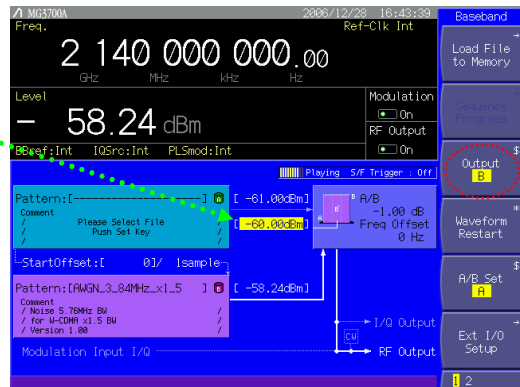 MG3700A 2006/12/28 16:43:39
Freq. Ref-Clk Int
2 140 000 000.00
GHz MHz kHz Hz
Level
- 58.24 dBm
Modulation
On
RF Output
On
BBref:Int IQSrc:Int PLSmod:Int
Playing S/F Trigger : Off
Pattern:[--------------------] A [ -61.00dBm]
Comment
/ Please Select File /
/ Push Set Key /
/ /
[ -60.00dBm]
B A/B
B
A -1.00 dB
Freq Offset
0 Hz
StartOffset:[ 0]/ 1sample
Pattern:[AWGN_3_84MHz_x1_5 ] B [ -58.24dBm]
Comment
/ Noise 5.76MHz BW /
/ for W-CDMA x1.5 BW /
/ Version 1.00 /
I/Q Output
CW
Modulation Input I/Q RF Output
Baseband
Load File
to Memory
Sequence
Progress
Output
B
Waveform
Restart
A/B Set
A
Ext I/O
Setup
1 2